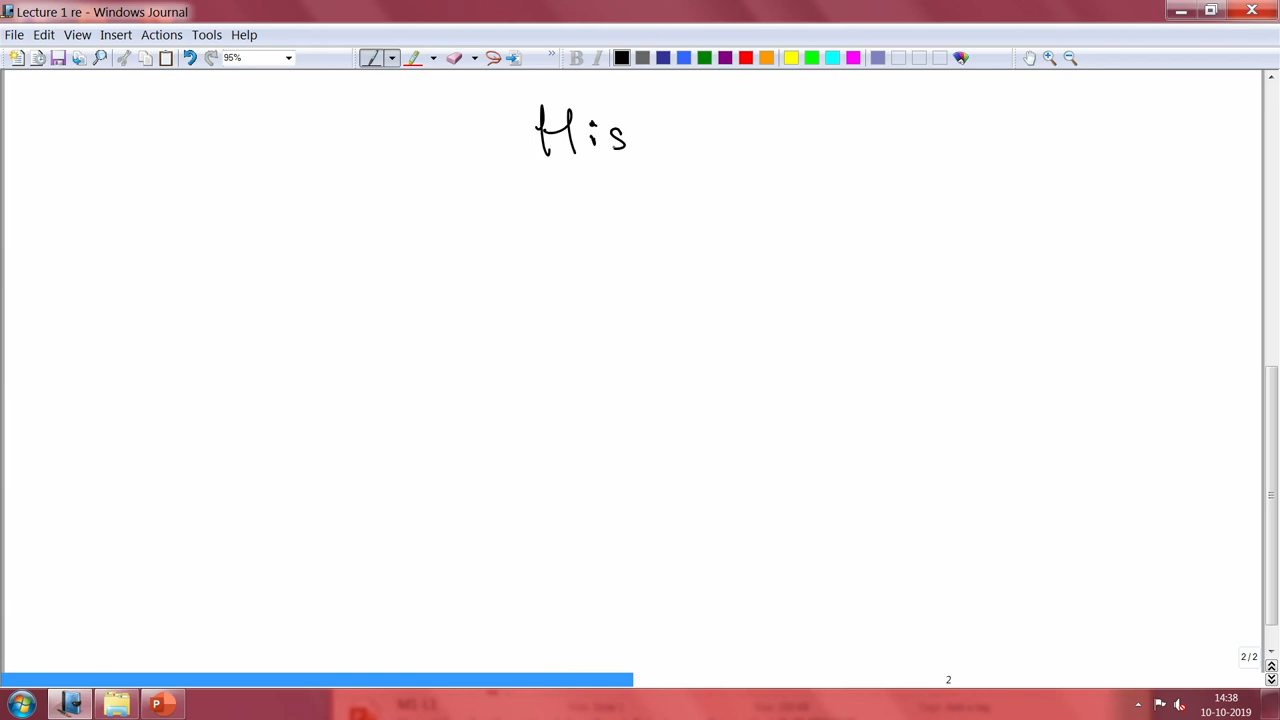 Lecture 1 re - Windows Journal
File Edit View Insert Actions Tools Help
95%
B I
His
2/2
2
14:38
10-10-2019